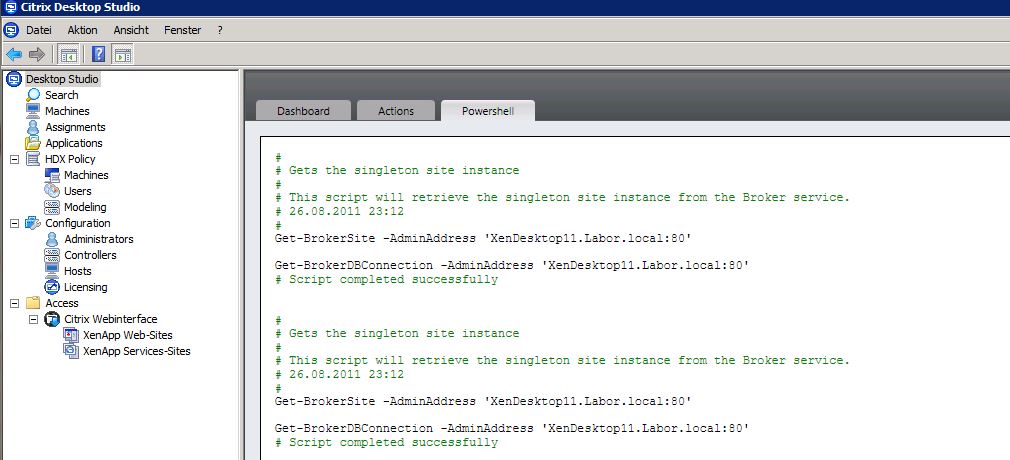 Citrix Desktop Studio
Datei Aktion Ansicht Fenster ?
Desktop Studio
Search
Machines
Assignments
Applications
HDX Policy
Machines
Users
Modeling
Configuration
Administrators
Controllers
Hosts
Licensing
Access
Citrix Webinterface
XenApp Web-Sites
XenApp Services-Sites
Dashboard Actions Powershell
#
# Gets the singleton site instance
#
# This script will retrieve the singleton site instance from the Broker service.
# 26.08.2011 23:12
#
Get-BrokerSite -AdminAddress 'XenDesktop11.Labor.local:80'
Get-BrokerDBConnection -AdminAddress 'XenDesktop11.Labor.local:80'
# Script completed successfully
#
# Gets the singleton site instance
#
# This script will retrieve the singleton site instance from the Broker service.
# 26.08.2011 23:12
#
Get-BrokerSite -AdminAddress 'XenDesktop11.Labor.local:80'
Get-BrokerDBConnection -AdminAddress 'XenDesktop11.Labor.local:80'
# Script completed successfully